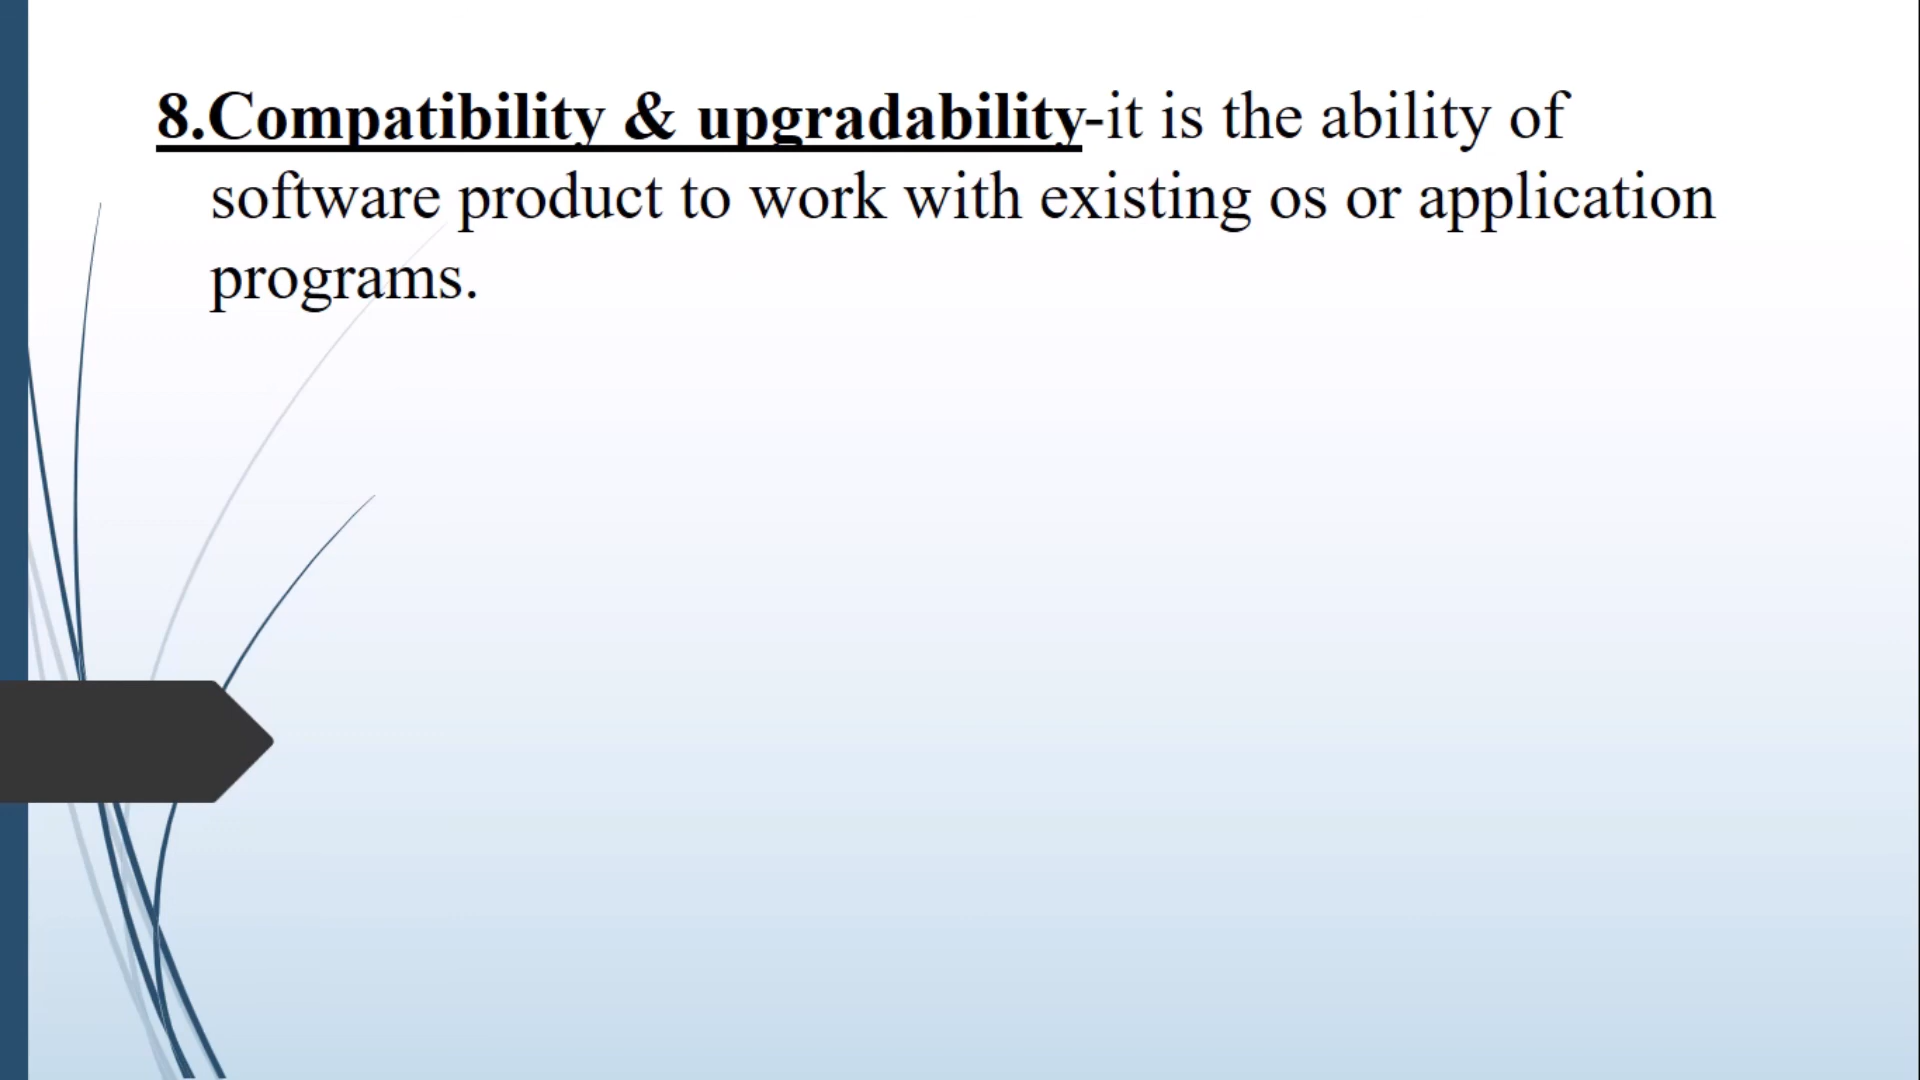 8.Compatibility & upgradability-it is the ability of
software product to work with existing os or application
programs.